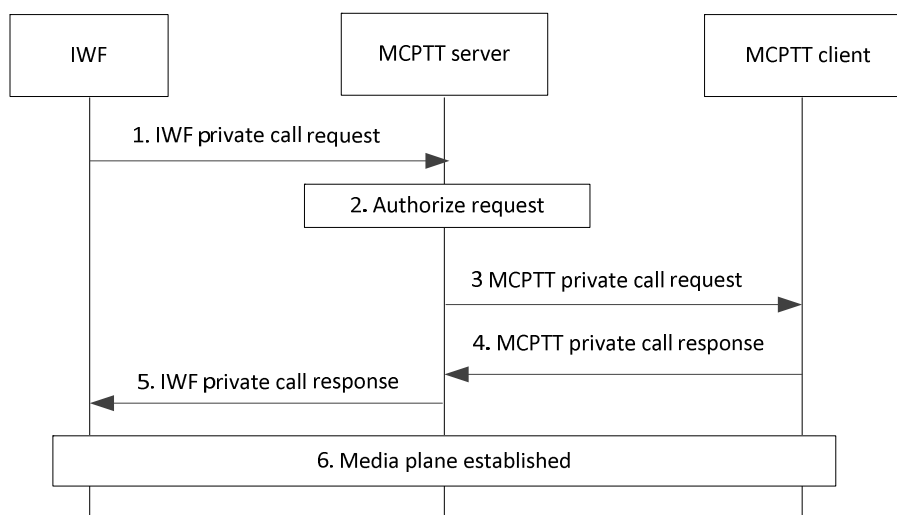 IWF
MCPTT server
MCPTT client
1. IWF private call request
2. Authorize request
3 MCPTT private call request
4. MCPTT private call response
5. IWF private call response
6. Media plane established